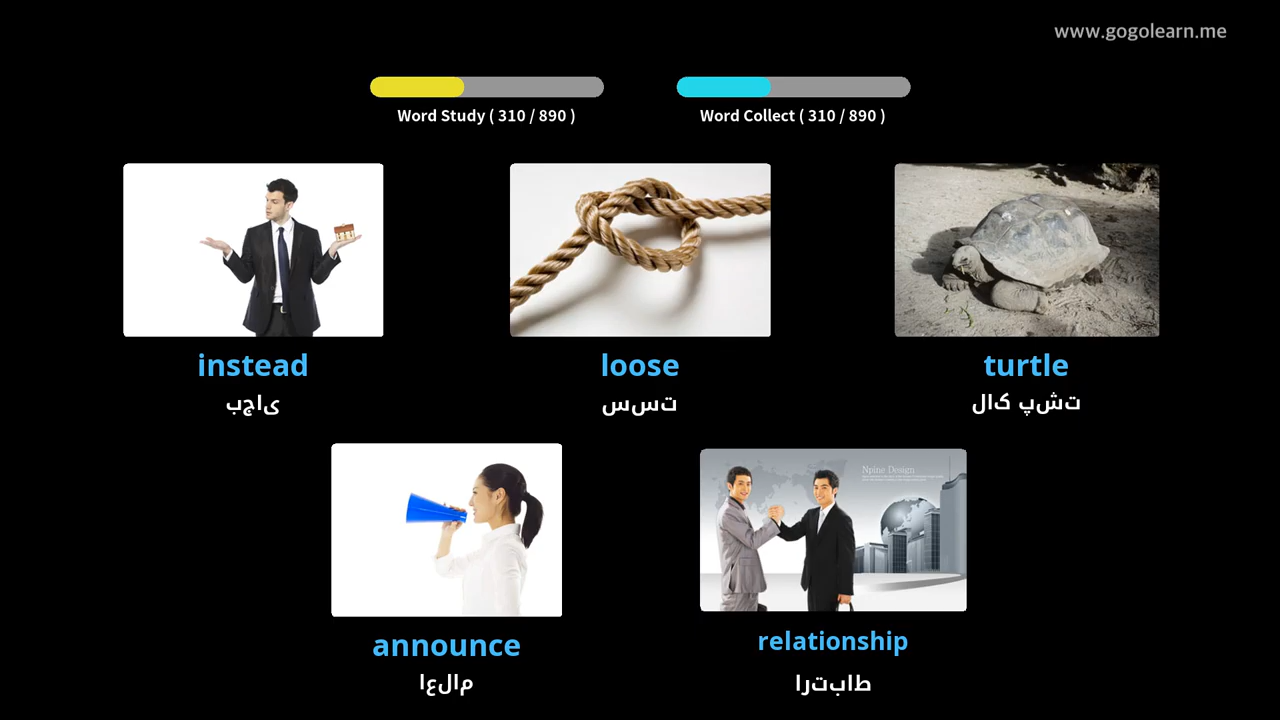 www.gogolearn.me
Word Study ( 310 / 890 )
Word Collect ( 310 / 890 )
instead
یاجب
loose
تسس
turtle
تشپ کال
Npine Design
announce
مالعا
relationship
طابترا